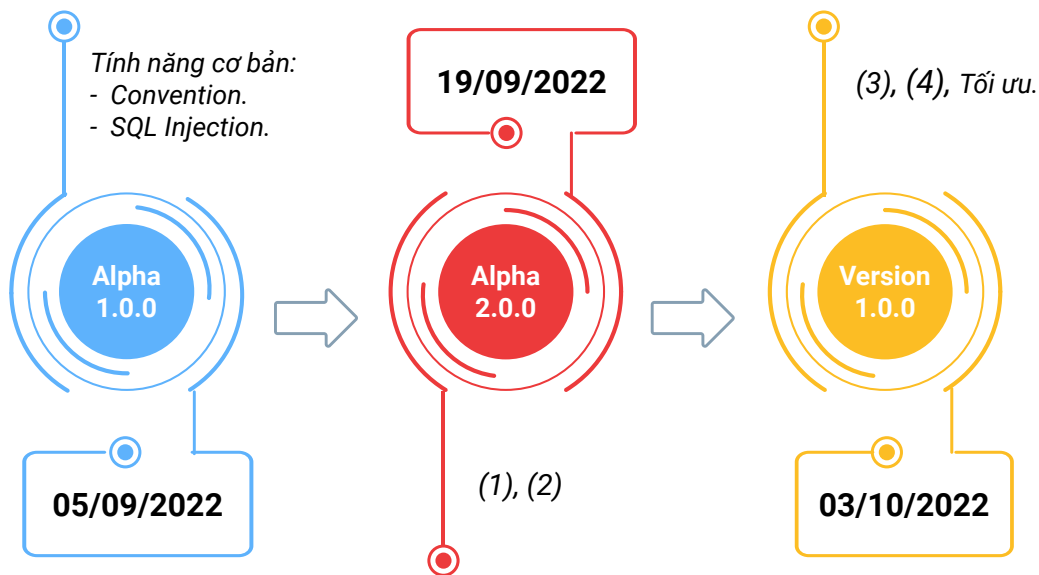 Tính năng cơ bản:
- Convention.
- SQL Injection.
Alpha
1.0.0
05/09/2022
19/09/2022
Alpha
2.0.0
(1), (2)
(3), (4), Tối ưu.
Version
1.0.0
03/10/2022